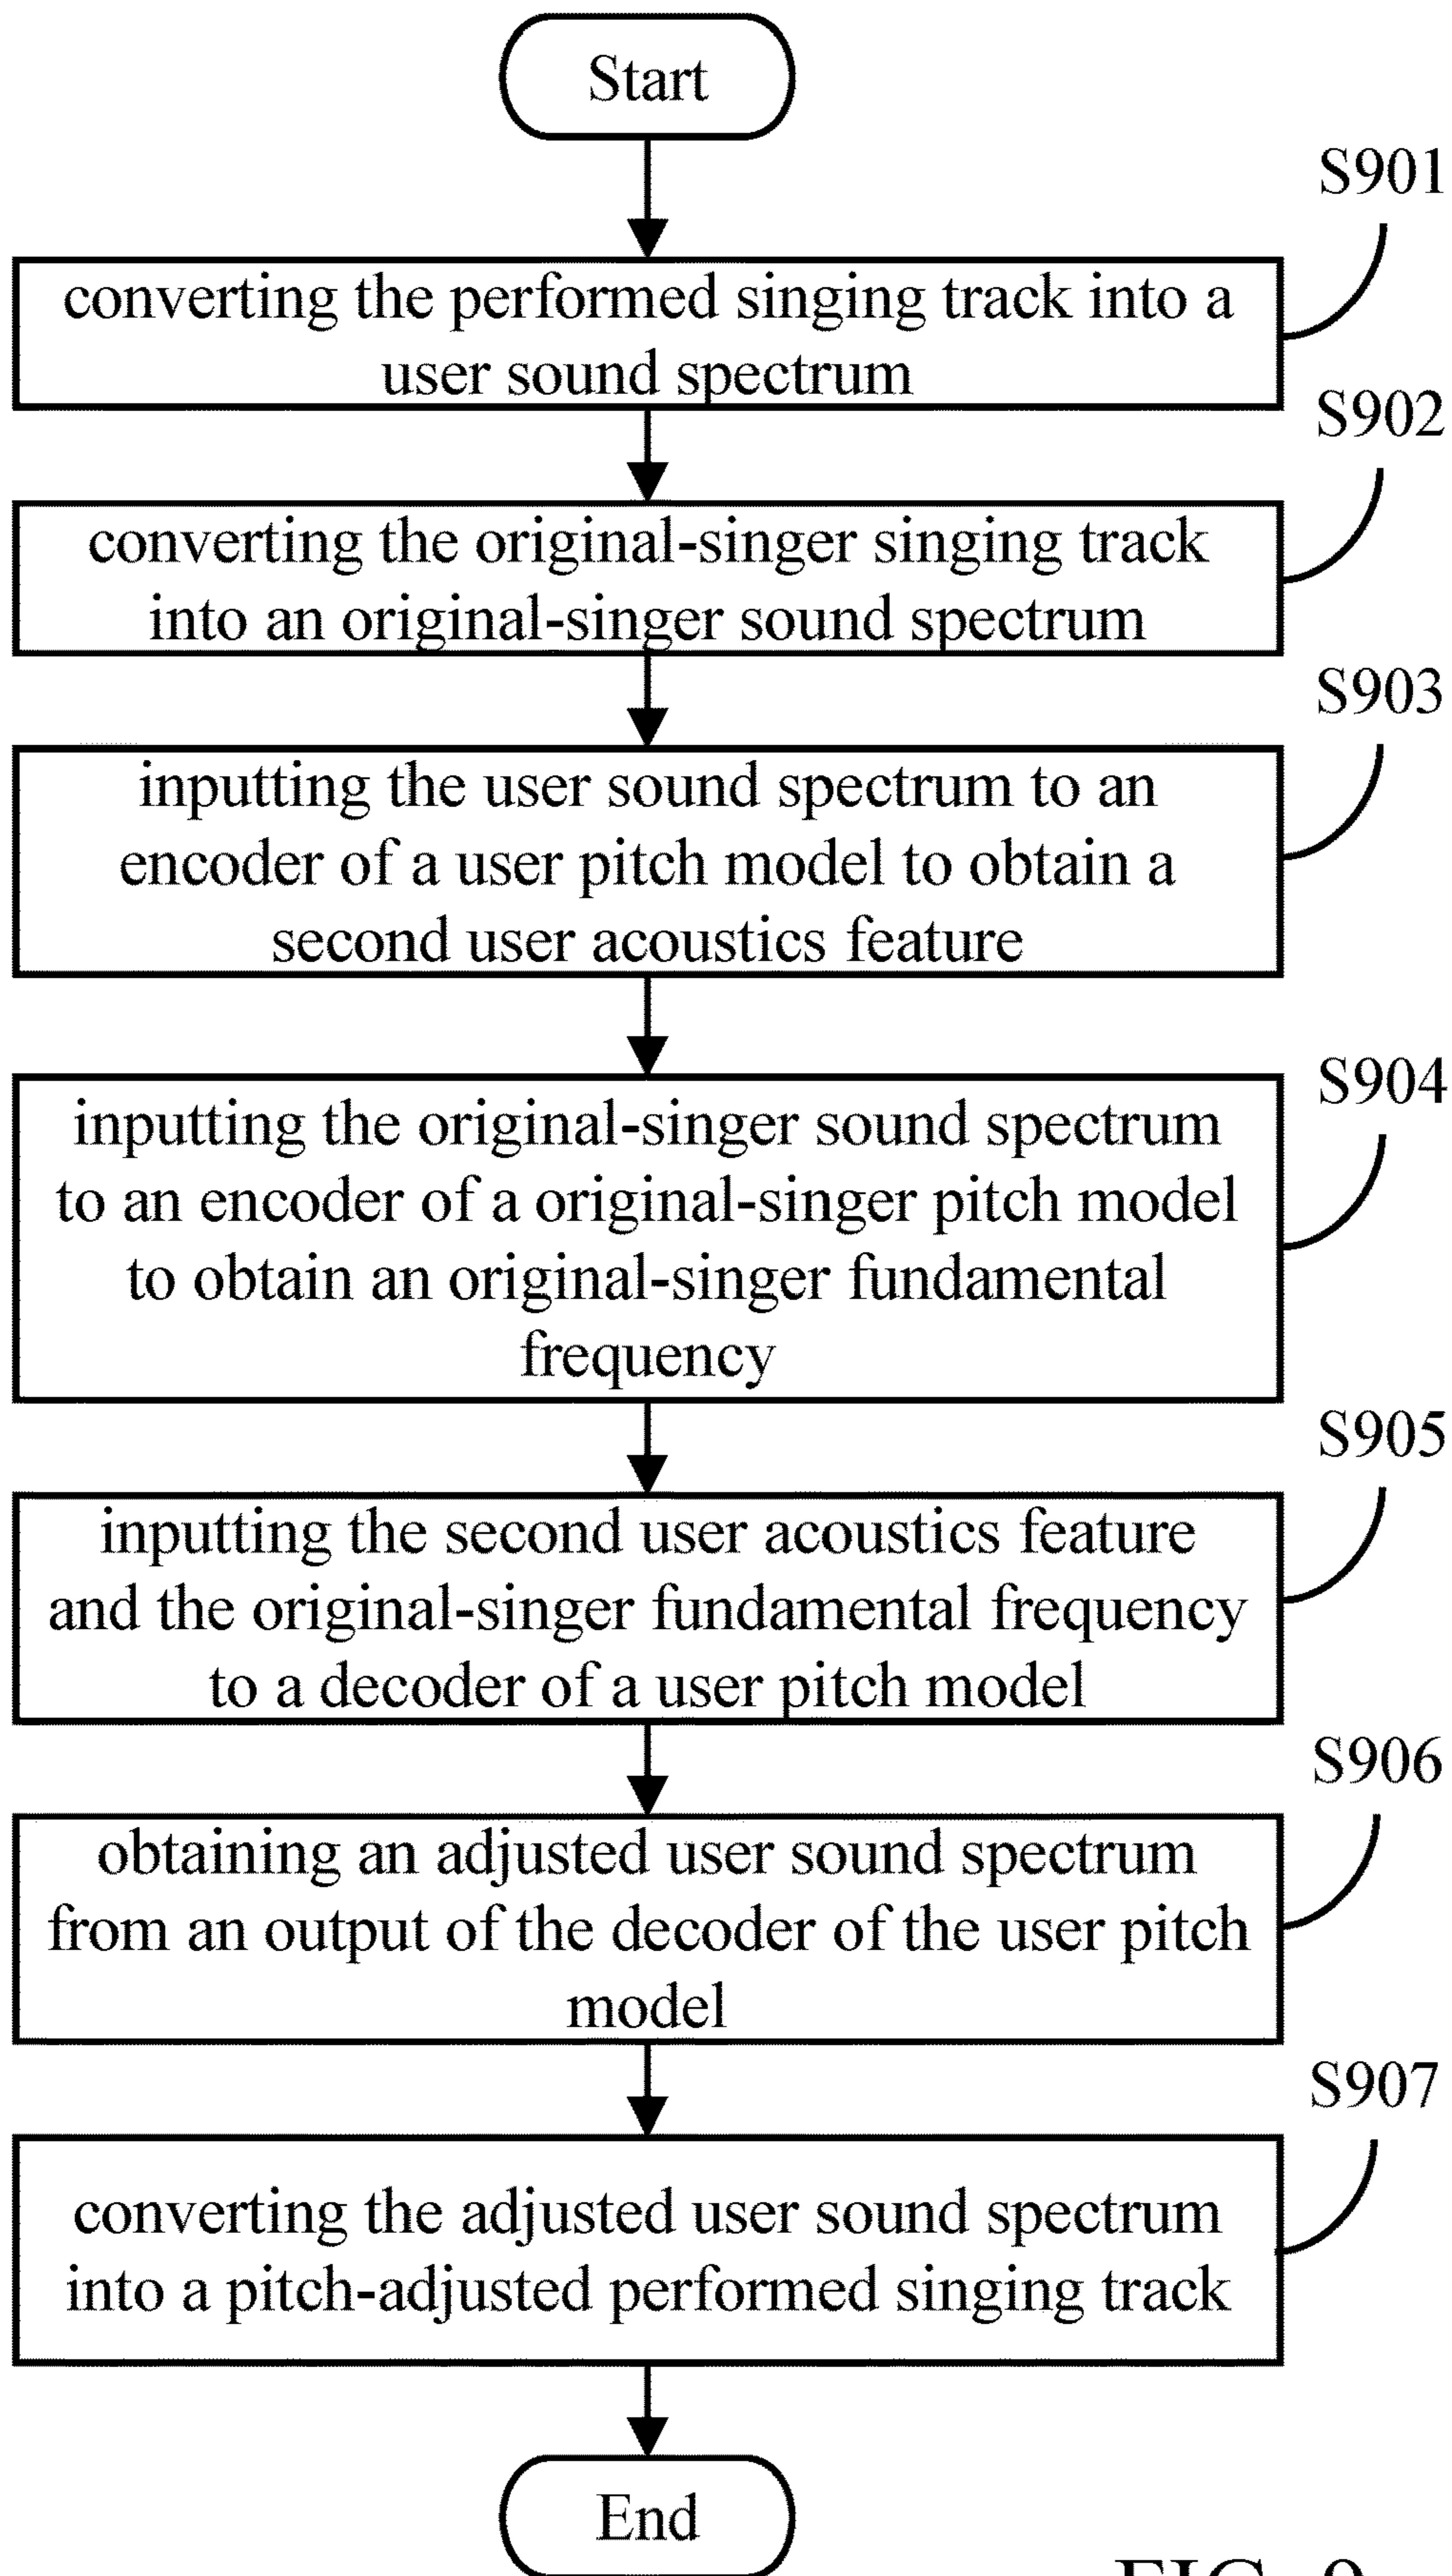 Start
S901
converting the performed singing track into a
user sound spectrum
S902
converting the original-singer singing track
into an original-singer sound spectrum
S903
inputting the user sound spectrum to an
encoder of a user pitch model to obtain a
second user acoustics feature
S904
inputting the original-singer sound spectrum
to an encoder of a original-singer pitch model
to obtain an original-singer fundamental
frequency
S905
inputting the second user acoustics feature
and the original-singer fundamental frequency
to a decoder of a user pitch model
S906
obtaining an adjusted user sound spectrum
from an output of the decoder of the user pitch
model
S907
converting the adjusted user sound spectrum
into a pitch-adjusted performed singing track
End